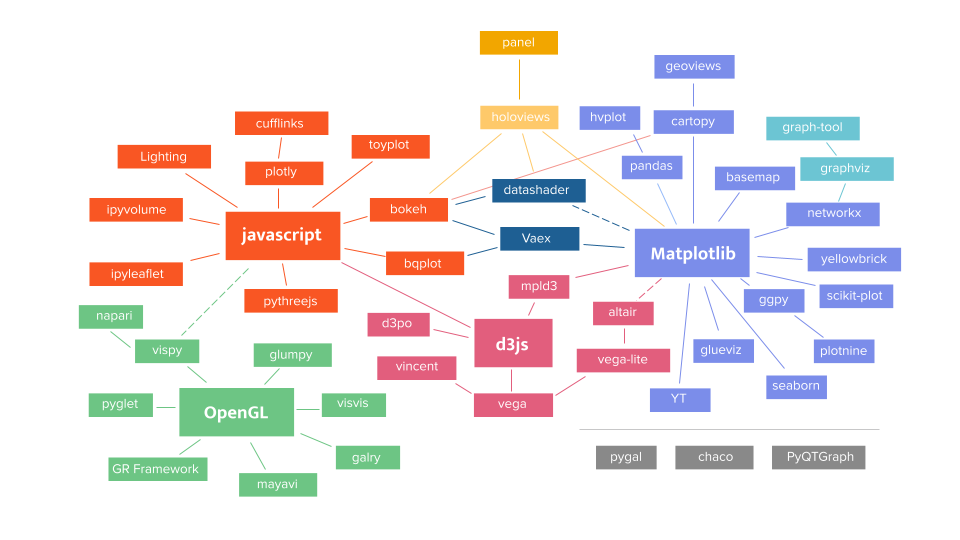 panel
geoviews
holoviews
hvplot
cartopy
cufflinks
graph-tool
toyplot
Lighting
plotly
pandas
graphviz
basemap
datashader
ipyvolume
bokeh
networkx
javascript
Vaex
Matplotlib
bqplot
yellowbrick
ipyleaflet
mpld3
scikit-plot
pythreejs
ggpy
napari
altair
d3po
d3js
vispy
glumpy
glueviz
plotnine
vincent
vega-lite
seaborn
pyglet
OpenGL
visvis
vega
YT
galry
pygal
chaco
PyQTGraph
GR Framework
mayavi